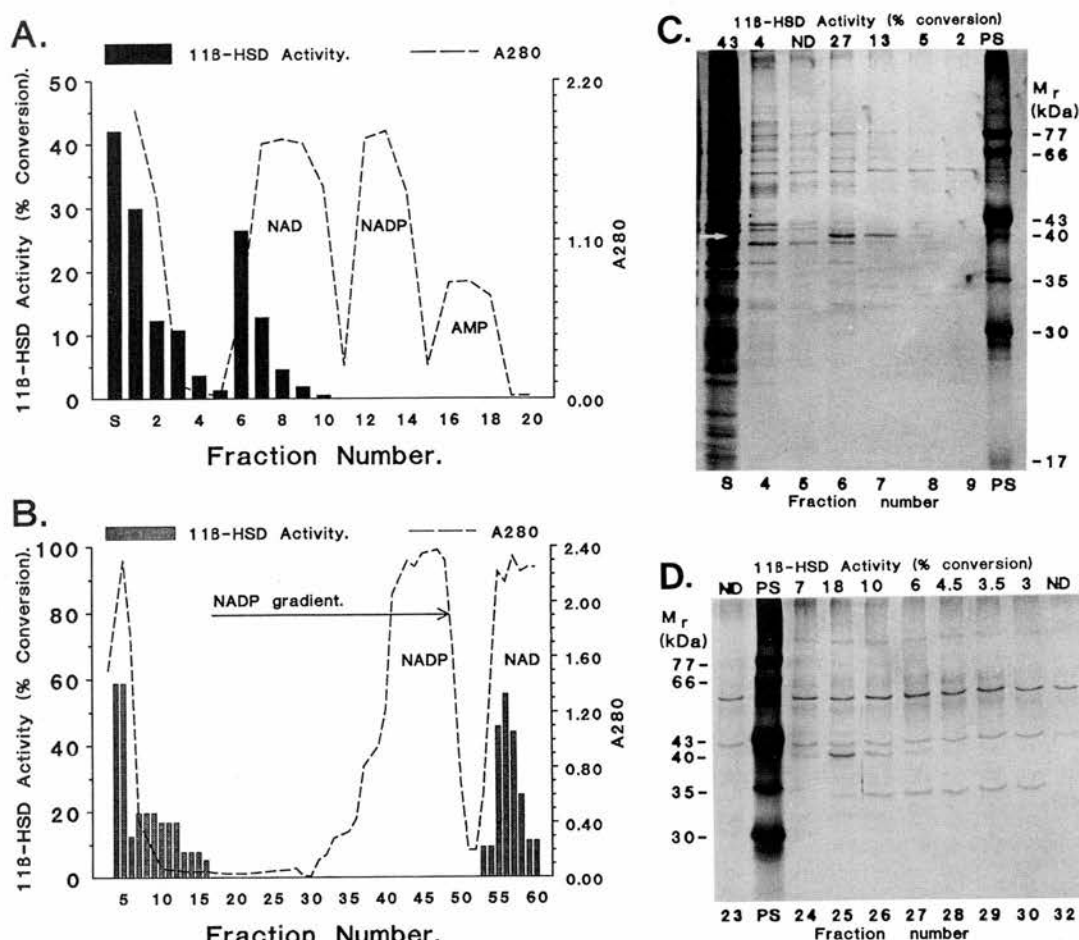 A.
11ß-HSD Activity.
A280
11ß-HSD Activity (% Conversion).
50
40
30
20
10
0
2.20
1.10
0.00
A280
NAD
NADP
AMP
S 2 4 6 8 10 12 14 16 18 20
Fraction Number.
B.
11ß-HSD Activity.
A280
11ß-HSD Activity (% Conversion).
100
80
60
40
20
0
2.40
2.00
1.60
1.20
0.80
0.40
0.00
A280
NADP gradient.
NADP
NAD
5 10 15 20 25 30 35 40 45 50 55 60
Fraction Number.
C.
11ß-HSD Activity (% conversion)
43 4 ND 27 13 5 2 PS
Mr
(kDa)
-77
-66
-43
-40
-35
-30
-17
S 4 5 6 7 8 9 PS
Fraction number
D.
11ß-HSD Activity (% conversion)
ND PS 7 18 10 6 4.5 3.5 3 ND
Mr
(kDa)
77-
66-
43-
40-
35-
30-
23 PS 24 25 26 27 28 29 30 32
Fraction number